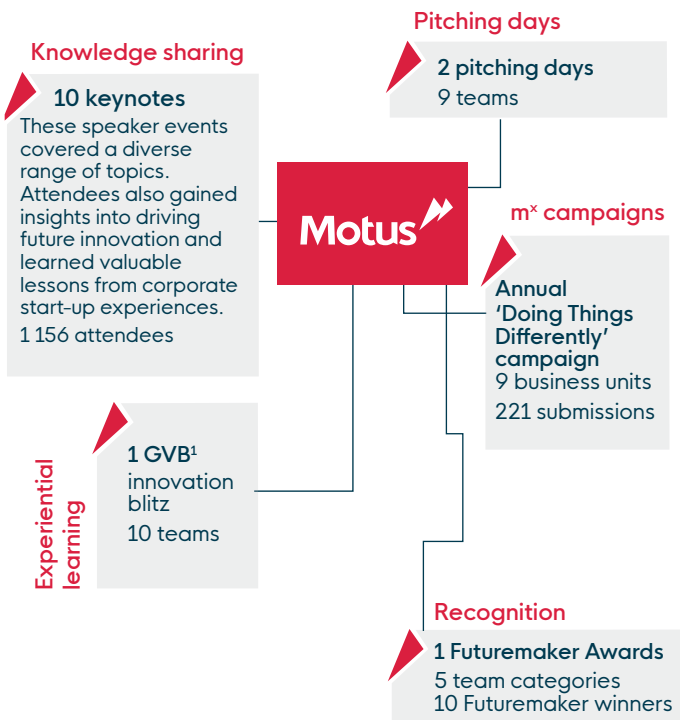 Knowledge sharing
10 keynotes
These speaker events
covered a diverse
range of topics.
Attendees also gained
insights into driving
future innovation and
learned valuable
lessons from corporate
start-up experiences.
1 156 attendees
Pitching days
2 pitching days
9 teams
Motus
mˣ campaigns
Annual
‘Doing Things
Differently’
campaign
9 business units
221 submissions
Experiential
learning
1 GVB¹
innovation
blitz
10 teams
Recognition
1 Futuremaker Awards
5 team categories
10 Futuremaker winners